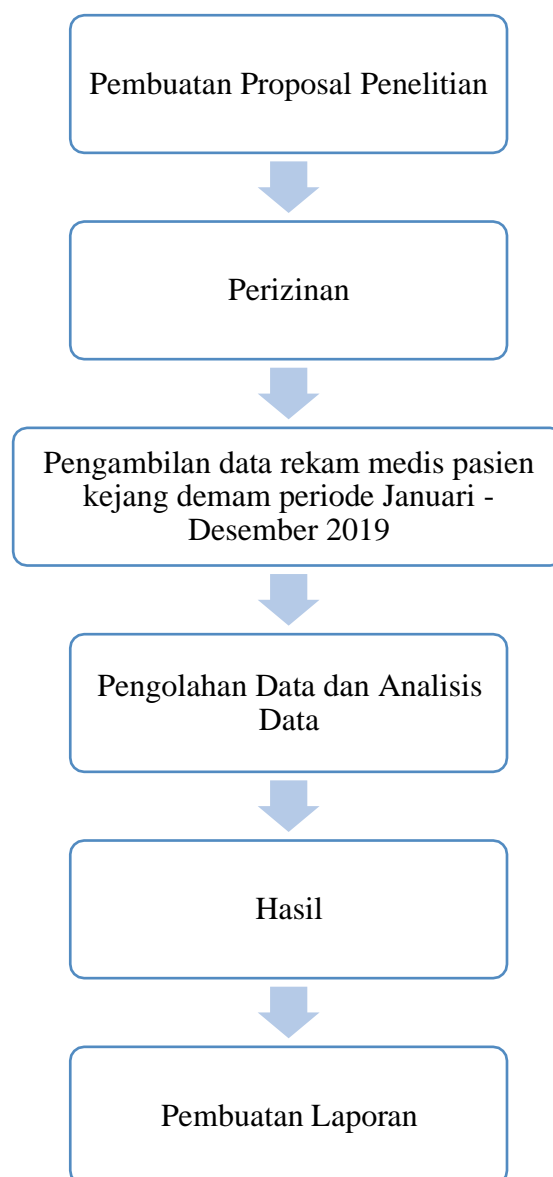 Pembuatan Proposal Penelitian
Perizinan
Pengambilan data rekam medis pasien
kejang demam periode Januari -
Desember 2019
Pengolahan Data dan Analisis
Data
Hasil
Pembuatan Laporan